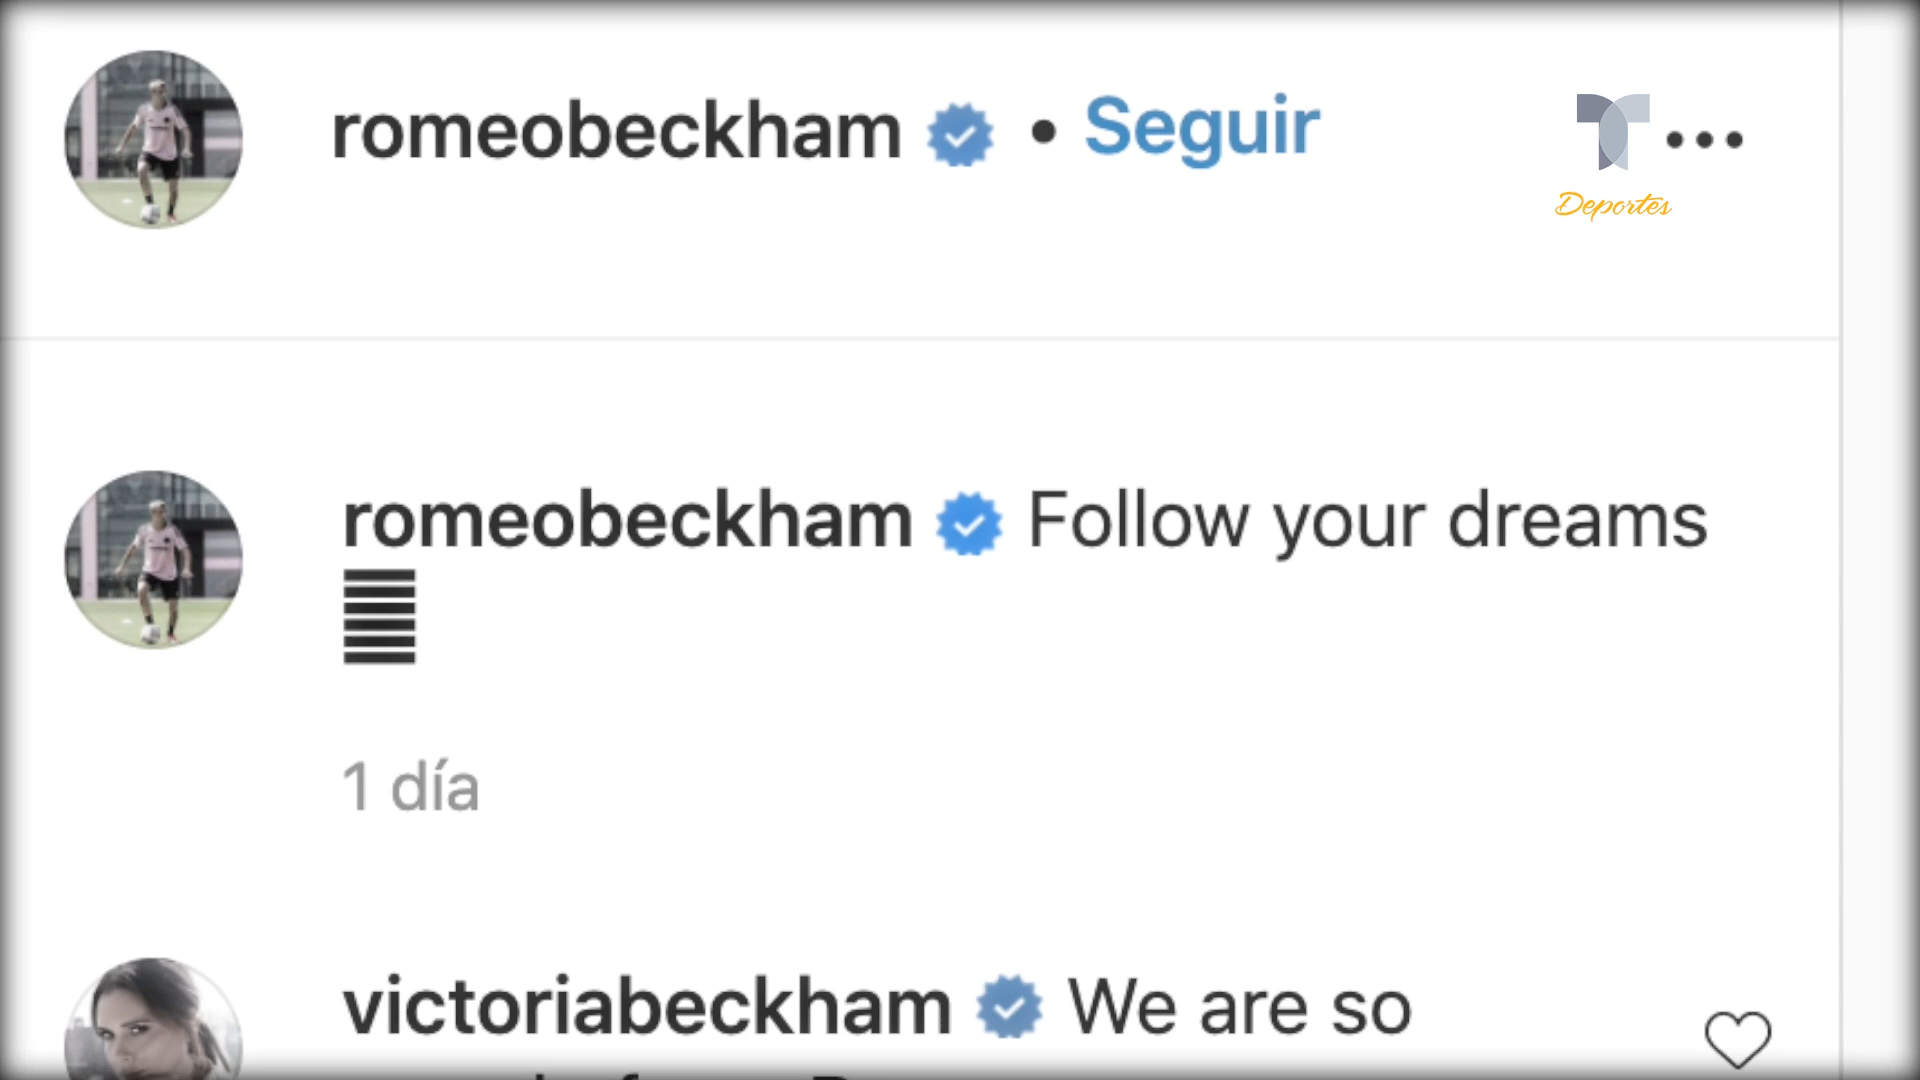 romeobeckham • Seguir
Deportes
romeobeckham Follow your dreams
1 día
victoriabeckham We are so